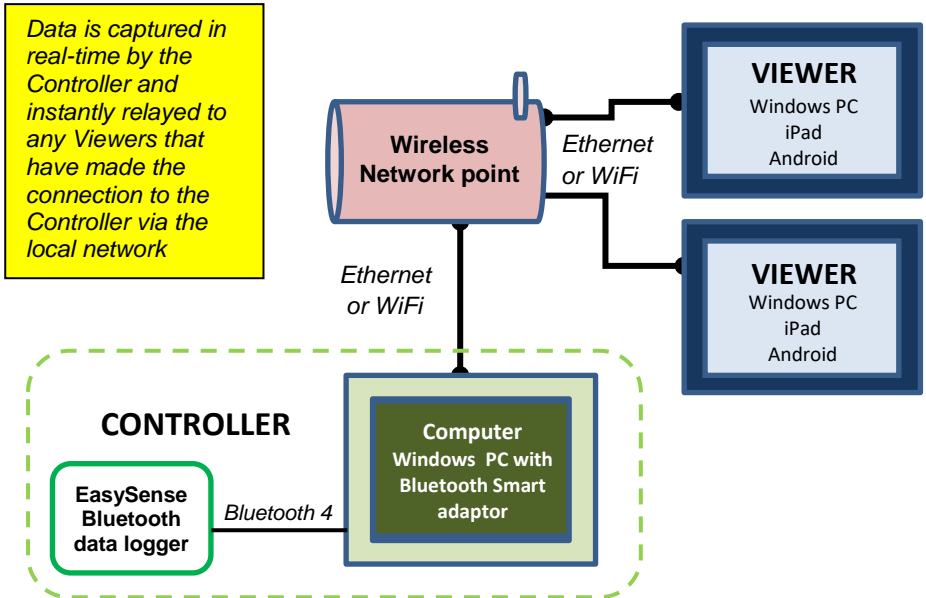 Data is captured in
real-time by the
Controller and
instantly relayed to
any Viewers that
have made the
connection to the
Controller via the
local network
Wireless
Network point
Ethernet
or WiFi
VIEWER
Windows PC
iPad
Android
VIEWER
Windows PC
iPad
Android
Ethernet
or WiFi
CONTROLLER
EasySense
Bluetooth
data logger
Bluetooth 4
Computer
Windows PC with
Bluetooth Smart
adaptor